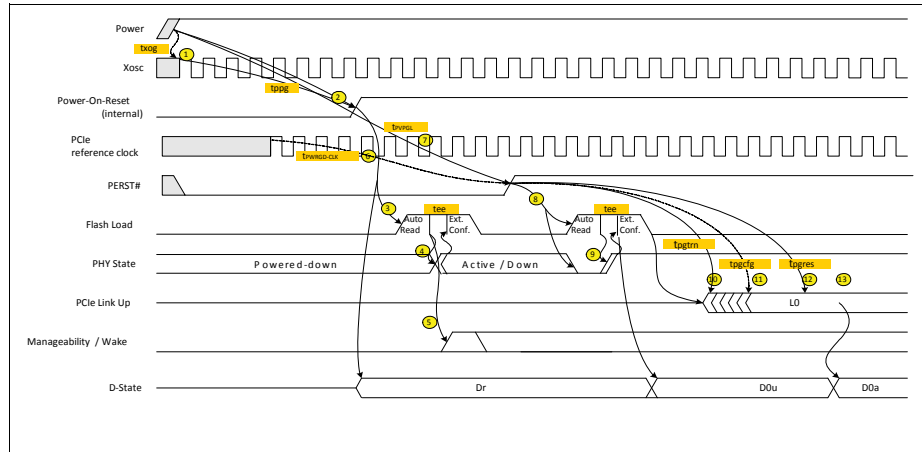 Power
txog
1
Xosc
tppg
Power-On-Reset
(internal)
2
tPVPGL
PCIe
reference clock
7
tPWRGD-CLK
6
PERST#
3
tee
8
tee
Flash Load
Auto
Read
Ext.
Conf.
Auto
Read
Ext.
Conf.
tpgtrn
4
9
tpgcfg
tpgres
PHY State
Powered-down
Active / Down
10
11
12
13
PCIe Link Up
L0
5
Manageability / Wake
D-State
Dr
D0u
D0a